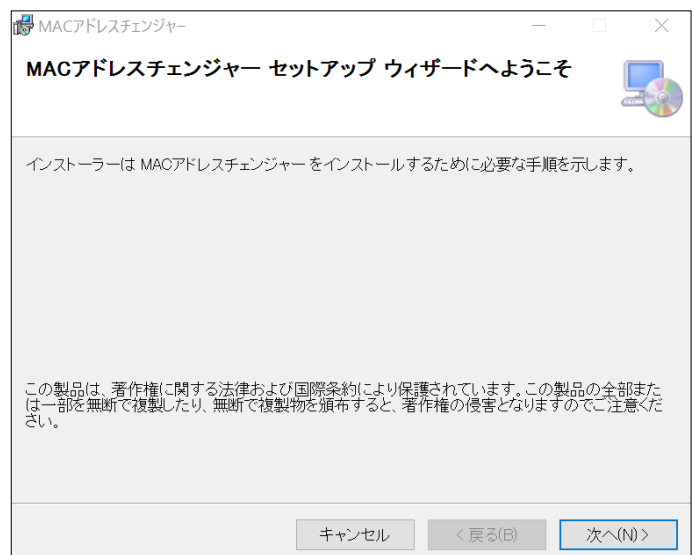 MACアドレスチェンジャー
MACアドレスチェンジャー セットアップ ウィザードへようこそ
インストーラーは MACアドレスチェンジャー をインストールするために必要な手順を示します。
この製品は、著作権に関する法律および国際条約により保護されています。この製品の全部また
は一部を無断で複製したり、無断で複製物を頒布すると、著作権の侵害となりますのでご注意くだ
さい。
キャンセル
< 戻る(B)
次へ(N) >